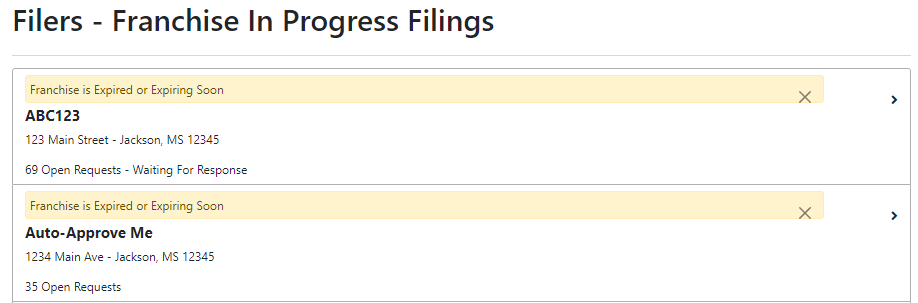 Filers - Franchise In Progress Filings
Franchise is Expired or Expiring Soon
ABC123
123 Main Street - Jackson, MS 12345
69 Open Requests - Waiting For Response
Franchise is Expired or Expiring Soon
Auto-Approve Me
1234 Main Ave - Jackson, MS 12345
35 Open Requests